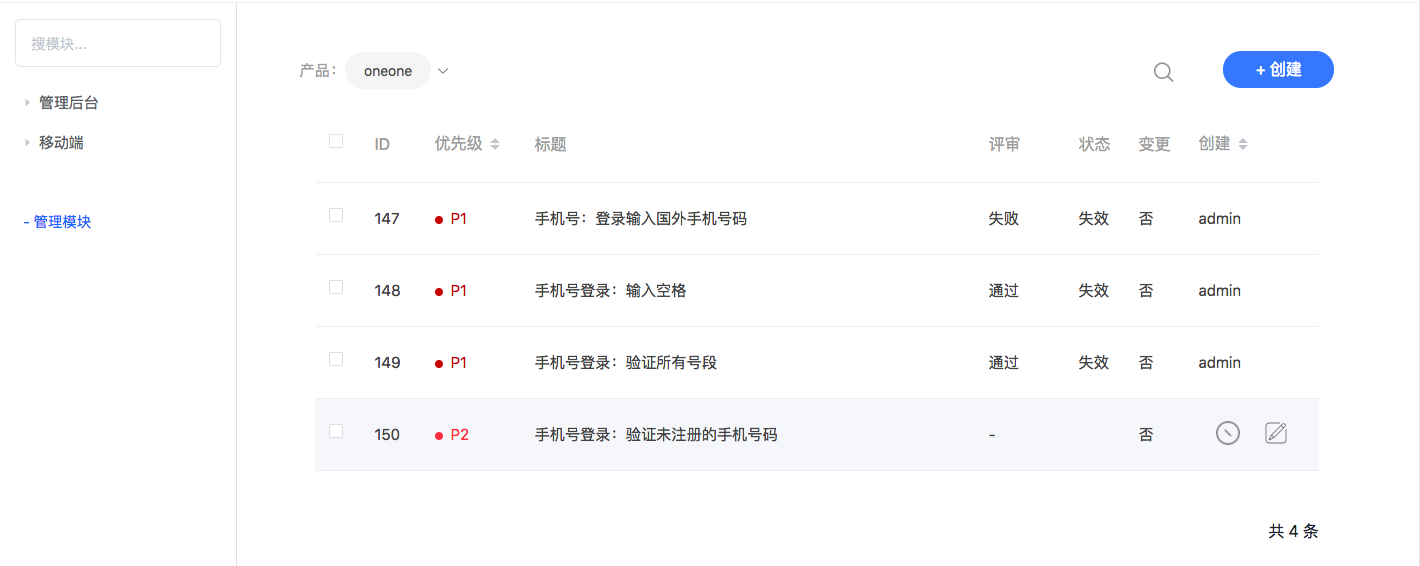 搜模块...
管理后台
移动端
- 管理模块
产品： oneone + 创建
ID 优先级 标题 评审 状态 变更 创建
147 P1 手机号：登录输入国外手机号码 失败 失效 否 admin
148 P1 手机号登录：输入空格 通过 失效 否 admin
149 P1 手机号登录：验证所有号段 通过 失效 否 admin
150 P2 手机号登录：验证未注册的手机号码 - 否
共 4 条